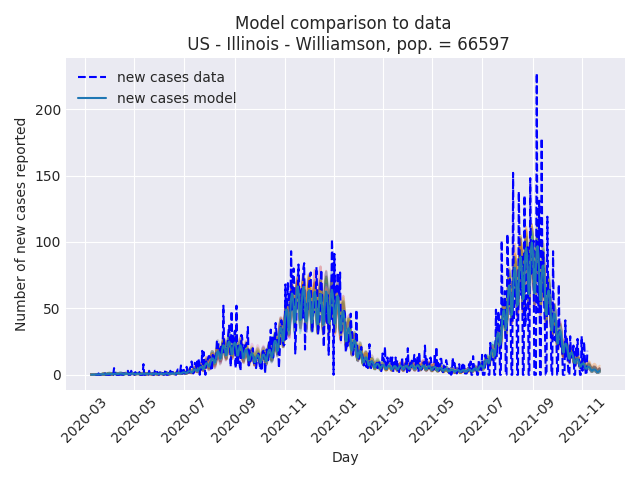 Model comparison to data
US - Illinois - Williamson, pop. = 66597
new cases data
new cases model
Number of new cases reported
200
150
100
50
0
2020-03
2020-05
2020-07
2020-09
2020-11
2021-01
2021-03
2021-05
2021-07
2021-09
2021-11
Day